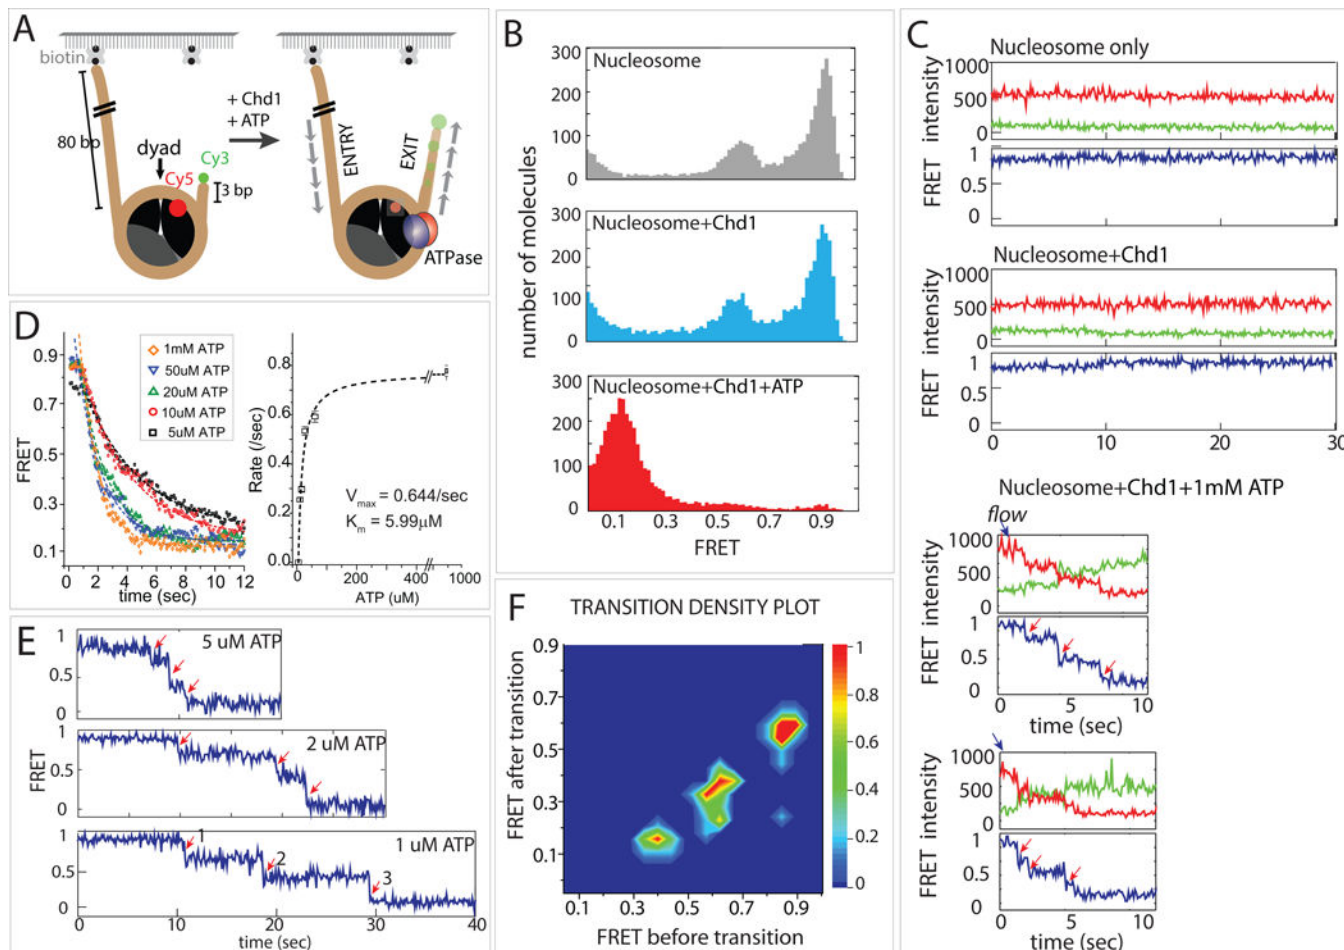 A
biotin
80 bp
dyad
Cy5
Cy3
3 bp
+ Chd1
+ ATP
ENTRY
EXIT
ATPase
B
Nucleosome
300
200
100
0
Nucleosome+Chd1
300
200
100
0
Nucleosome+Chd1+ATP
300
200
100
0
number of molecules
0.1 0.3 0.5 0.7 0.9
FRET
C
Nucleosome only
1000
500
0
intensity
1
0.5
0
FRET
0 10 20 30
Nucleosome+Chd1
1000
500
0
intensity
1
0.5
0
FRET
0 10 20 30
Nucleosome+Chd1+1mM ATP
flow
1000
500
0
intensity
1
0.5
0
FRET
0 5 10
time (sec)
1000
500
0
intensity
1
0.5
0
FRET
0 5 10
time (sec)
D
1mM ATP
50uM ATP
20uM ATP
10uM ATP
5uM ATP
0.9
0.7
0.5
0.3
0.1
FRET
0 2 4 6 8 10 12
time (sec)
0.8
0.6
0.4
0.2
0.0
Rate (/sec)
Vmax = 0.644/sec
Km = 5.99μM
0 200 400 1000
ATP (uM)
E
5 uM ATP
1
0.5
0
2 uM ATP
1
0.5
0
FRET
1 uM ATP
1
0.5
0
1
2
3
0 10 20 30 40
time (sec)
F
TRANSITION DENSITY PLOT
0.9
0.7
0.5
0.3
0.1
FRET after transition
0.1 0.3 0.5 0.7 0.9
FRET before transition
1
0.8
0.6
0.4
0.2
0